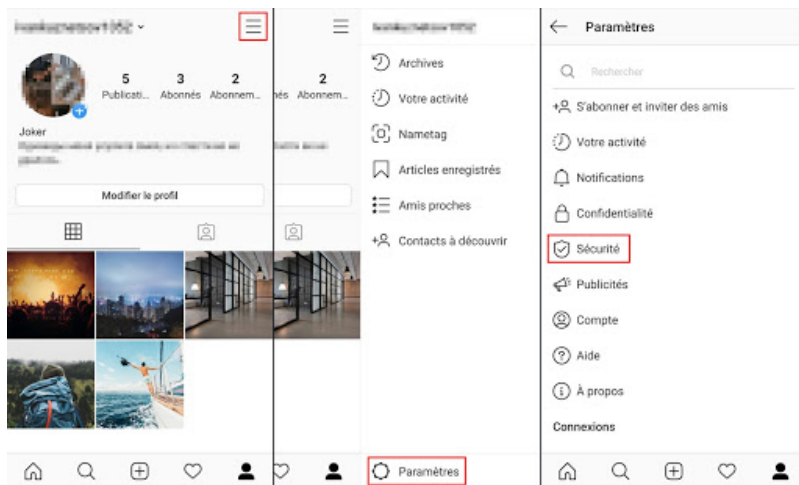 5 3 2
Publicati... Abonnés Abonnem...
Joker
Modifier le profil
2
nés Abonnem...
Archives
Votre activité
Nametag
Articles enregistrés
Amis proches
Contacts à découvrir
Paramètres
Paramètres
Rechercher
S'abonner et inviter des amis
Votre activité
Notifications
Confidentialité
Sécurité
Publicités
Compte
Aide
À propos
Connexions